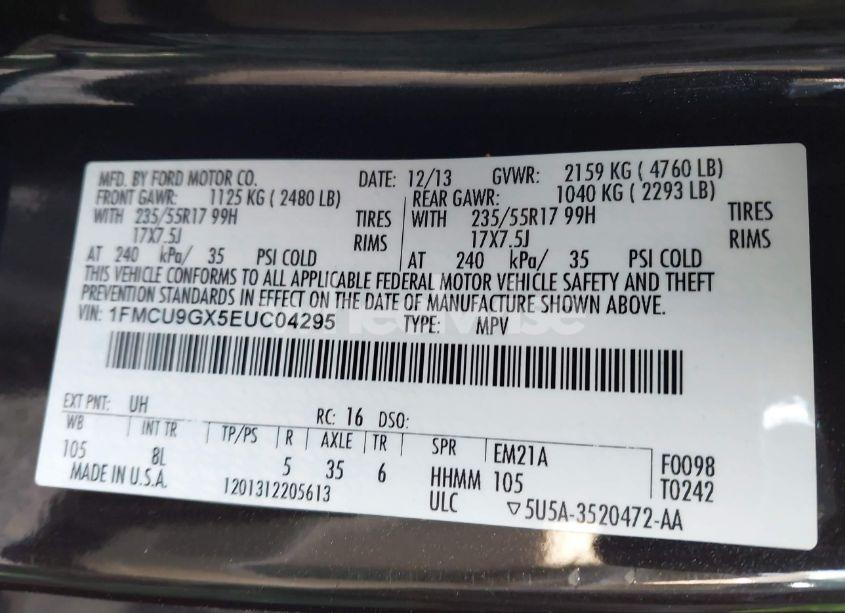 MFD. BY FORD MOTOR CO. DATE: 12/13 GVWR: 2159 KG ( 4760 LB)
FRONT GAWR: 1125 KG ( 2480 LB) REAR GAWR: 1040 KG ( 2293 LB)
WITH 235/55R17 99H TIRES WITH 235/55R17 99H TIRES
17X7.5J RIMS 17X7.5J RIMS
AT 240 kPa/ 35 PSI COLD AT 240 kPa/ 35 PSI COLD
THIS VEHICLE CONFORMS TO ALL APPLICABLE FEDERAL MOTOR VEHICLE SAFETY AND THEFT
PREVENTION STANDARDS IN EFFECT ON THE DATE OF MANUFACTURE SHOWN ABOVE.
VIN: 1FMCU9GX5EUC04295 TYPE: MPV
EXT PNT: UH RC: 16 DSO:
WB INT TR TP/PS R AXLE TR SPR EM21A F0098
105 8L 5 35 6 HHMM 105 T0242
MADE IN U.S.A. 1201312205613 ULC ▽5U5A-3520472-AA